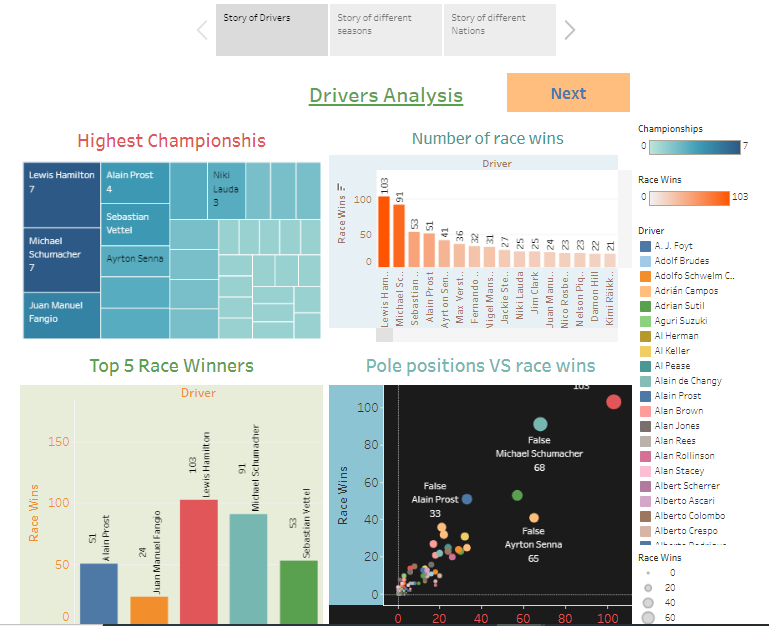 Story of Drivers
Story of different
seasons
Story of different
Nations
Drivers Analysis
Next
Highest Championshis
Lewis Hamilton
7
Michael
Schumacher
7
Juan Manuel
Fangio
Alain Prost
4
Sebastian
Vettel
Ayrton Senna
Niki
Lauda
3
Number of race wins
Driver
Race Wins
100
50
0
103
91
53
51
41
36
32
31
27
25
25
24
23
23
22
21
Lewis Ham..
Michael Sc..
Sebastian ..
Alain Prost
Ayrton Sen..
Max Verst..
Fernando ..
Nigel Mans..
Jackie Ste..
Niki Lauda
Jim Clark
Juan Manu..
Nico Rosbe..
Nelson Piq..
Damon Hill
Kimi Räikk..
Championships
0
7
Race Wins
0
103
Driver
A. J. Foyt
Adolf Brudes
Adolfo Schwelm C..
Adrián Campos
Adrian Sutil
Aguri Suzuki
Al Herman
Al Keller
Al Pease
Alain de Changy
Alain Prost
Alan Brown
Alan Jones
Alan Rees
Alan Rollinson
Alan Stacey
Albert Scherrer
Alberto Ascari
Alberto Colombo
Alberto Crespo
Race Wins
0
20
40
60
Top 5 Race Winners
Driver
Race Wins
150
100
50
0
51
Alain Prost
24
Juan Manuel Fangio
103
Lewis Hamilton
91
Michael Schumacher
53
Sebastian Vettel
Pole positions VS race wins
Race Wins
100
80
60
40
20
0
103
False
Michael Schumacher
68
False
Alain Prost
33
False
Ayrton Senna
65
0
20
40
60
80
100